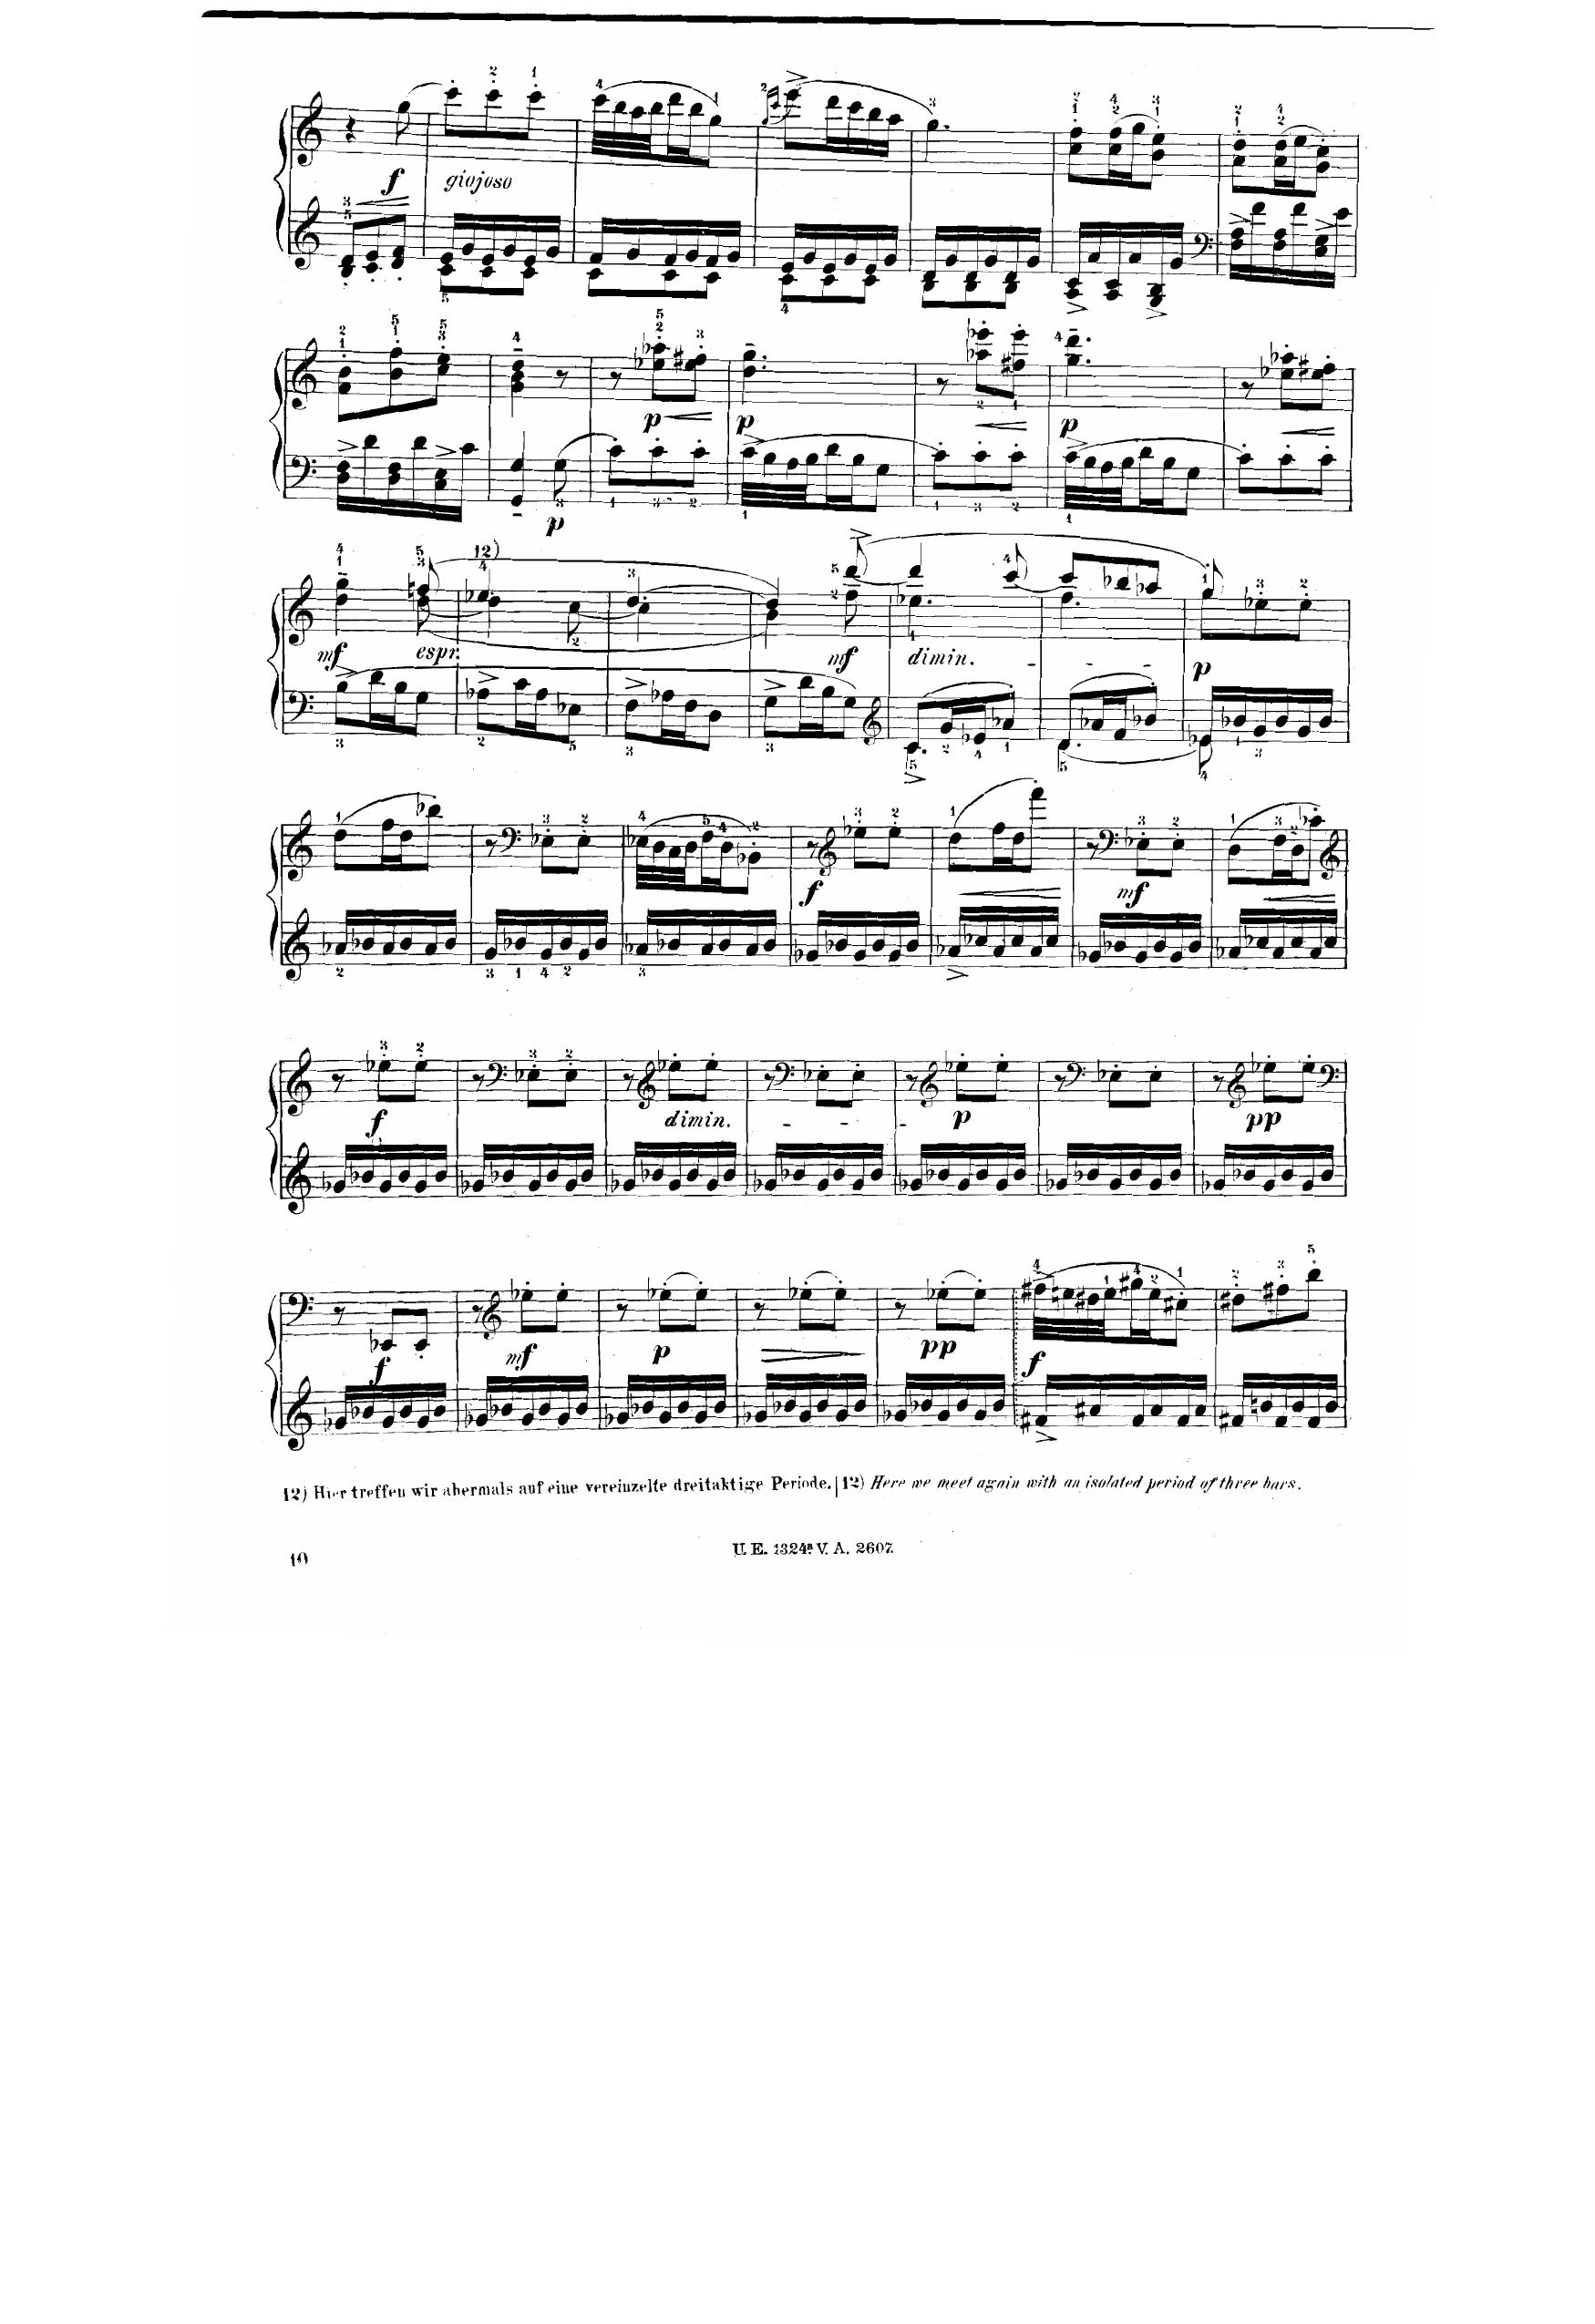 f giojoso
p p p
p
12)
mf espr. mf dimin. p
f mf
f dimin. p pp
f mf p pp f
12) Hier treffen wir abermals auf eine vereinzelte dreitaktige Periode. | 12) Here we meet again with an isolated period of three bars.
U. E. 1324a V. A. 2607.
10